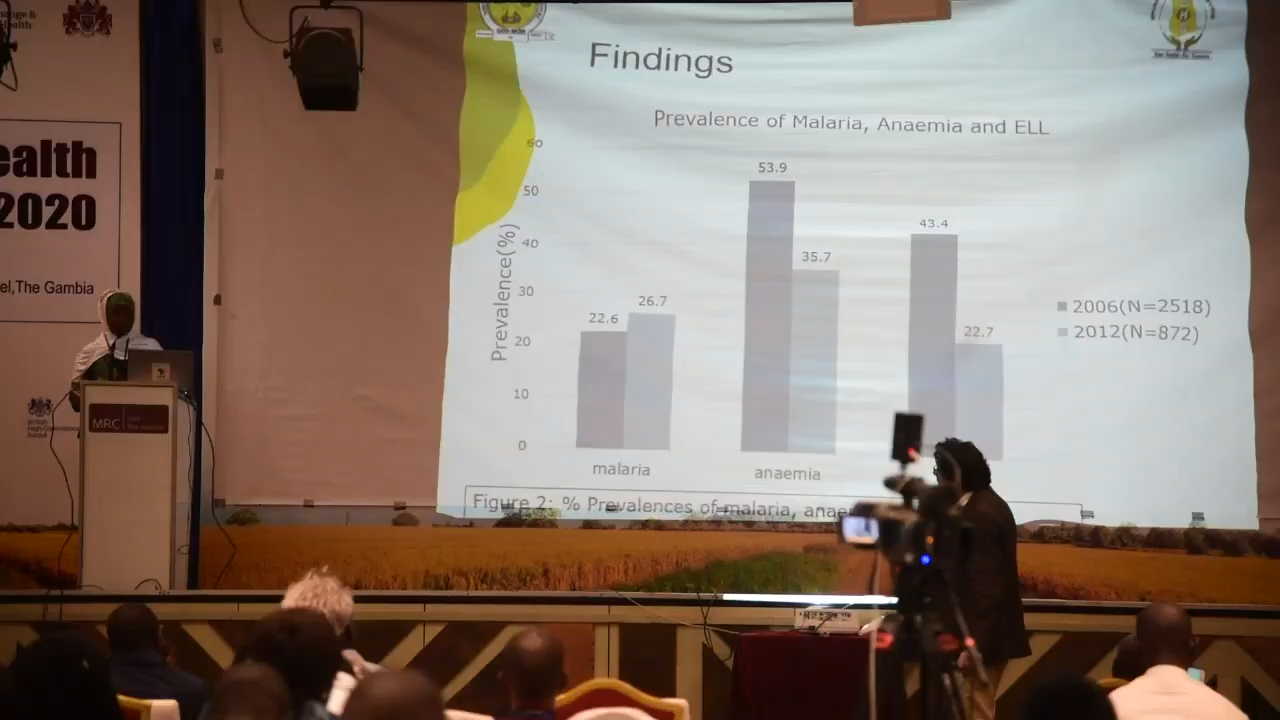 ealth
2020
el,The Gambia
MRC
Findings
Prevalence of Malaria, Anaemia and ELL
Prevalence(%)
60
50
40
30
20
10
0
22.6
26.7
53.9
35.7
43.4
22.7
malaria
anaemia
2006(N=2518)
2012(N=872)
Figure 2: % Prevalences of malaria, anae